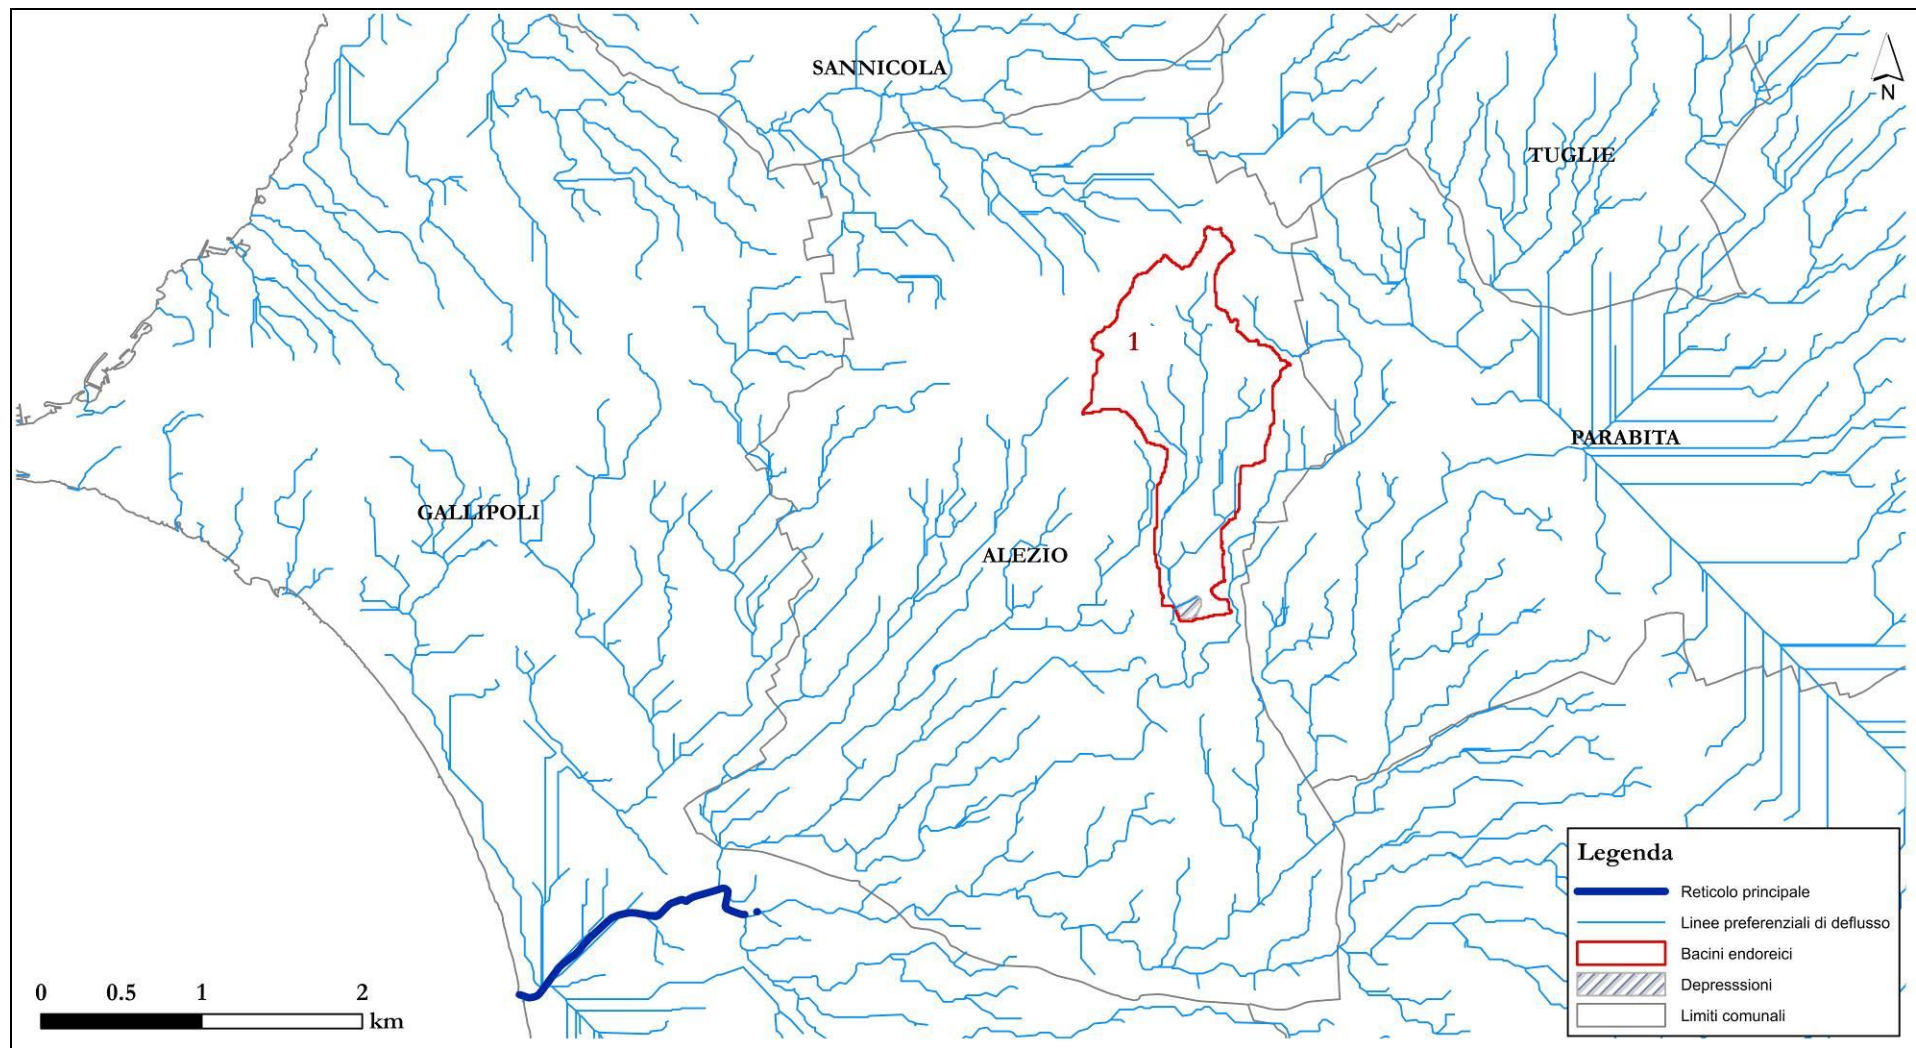 SANNICOLA
N
TUGLIE
1
PARABITA
GALLIPOLI
ALEZIO
Legenda
Reticolo principale
Linee preferenziali di deflusso
Bacini endoreici
Depresssioni
Limiti comunali
0 0.5 1 2
km